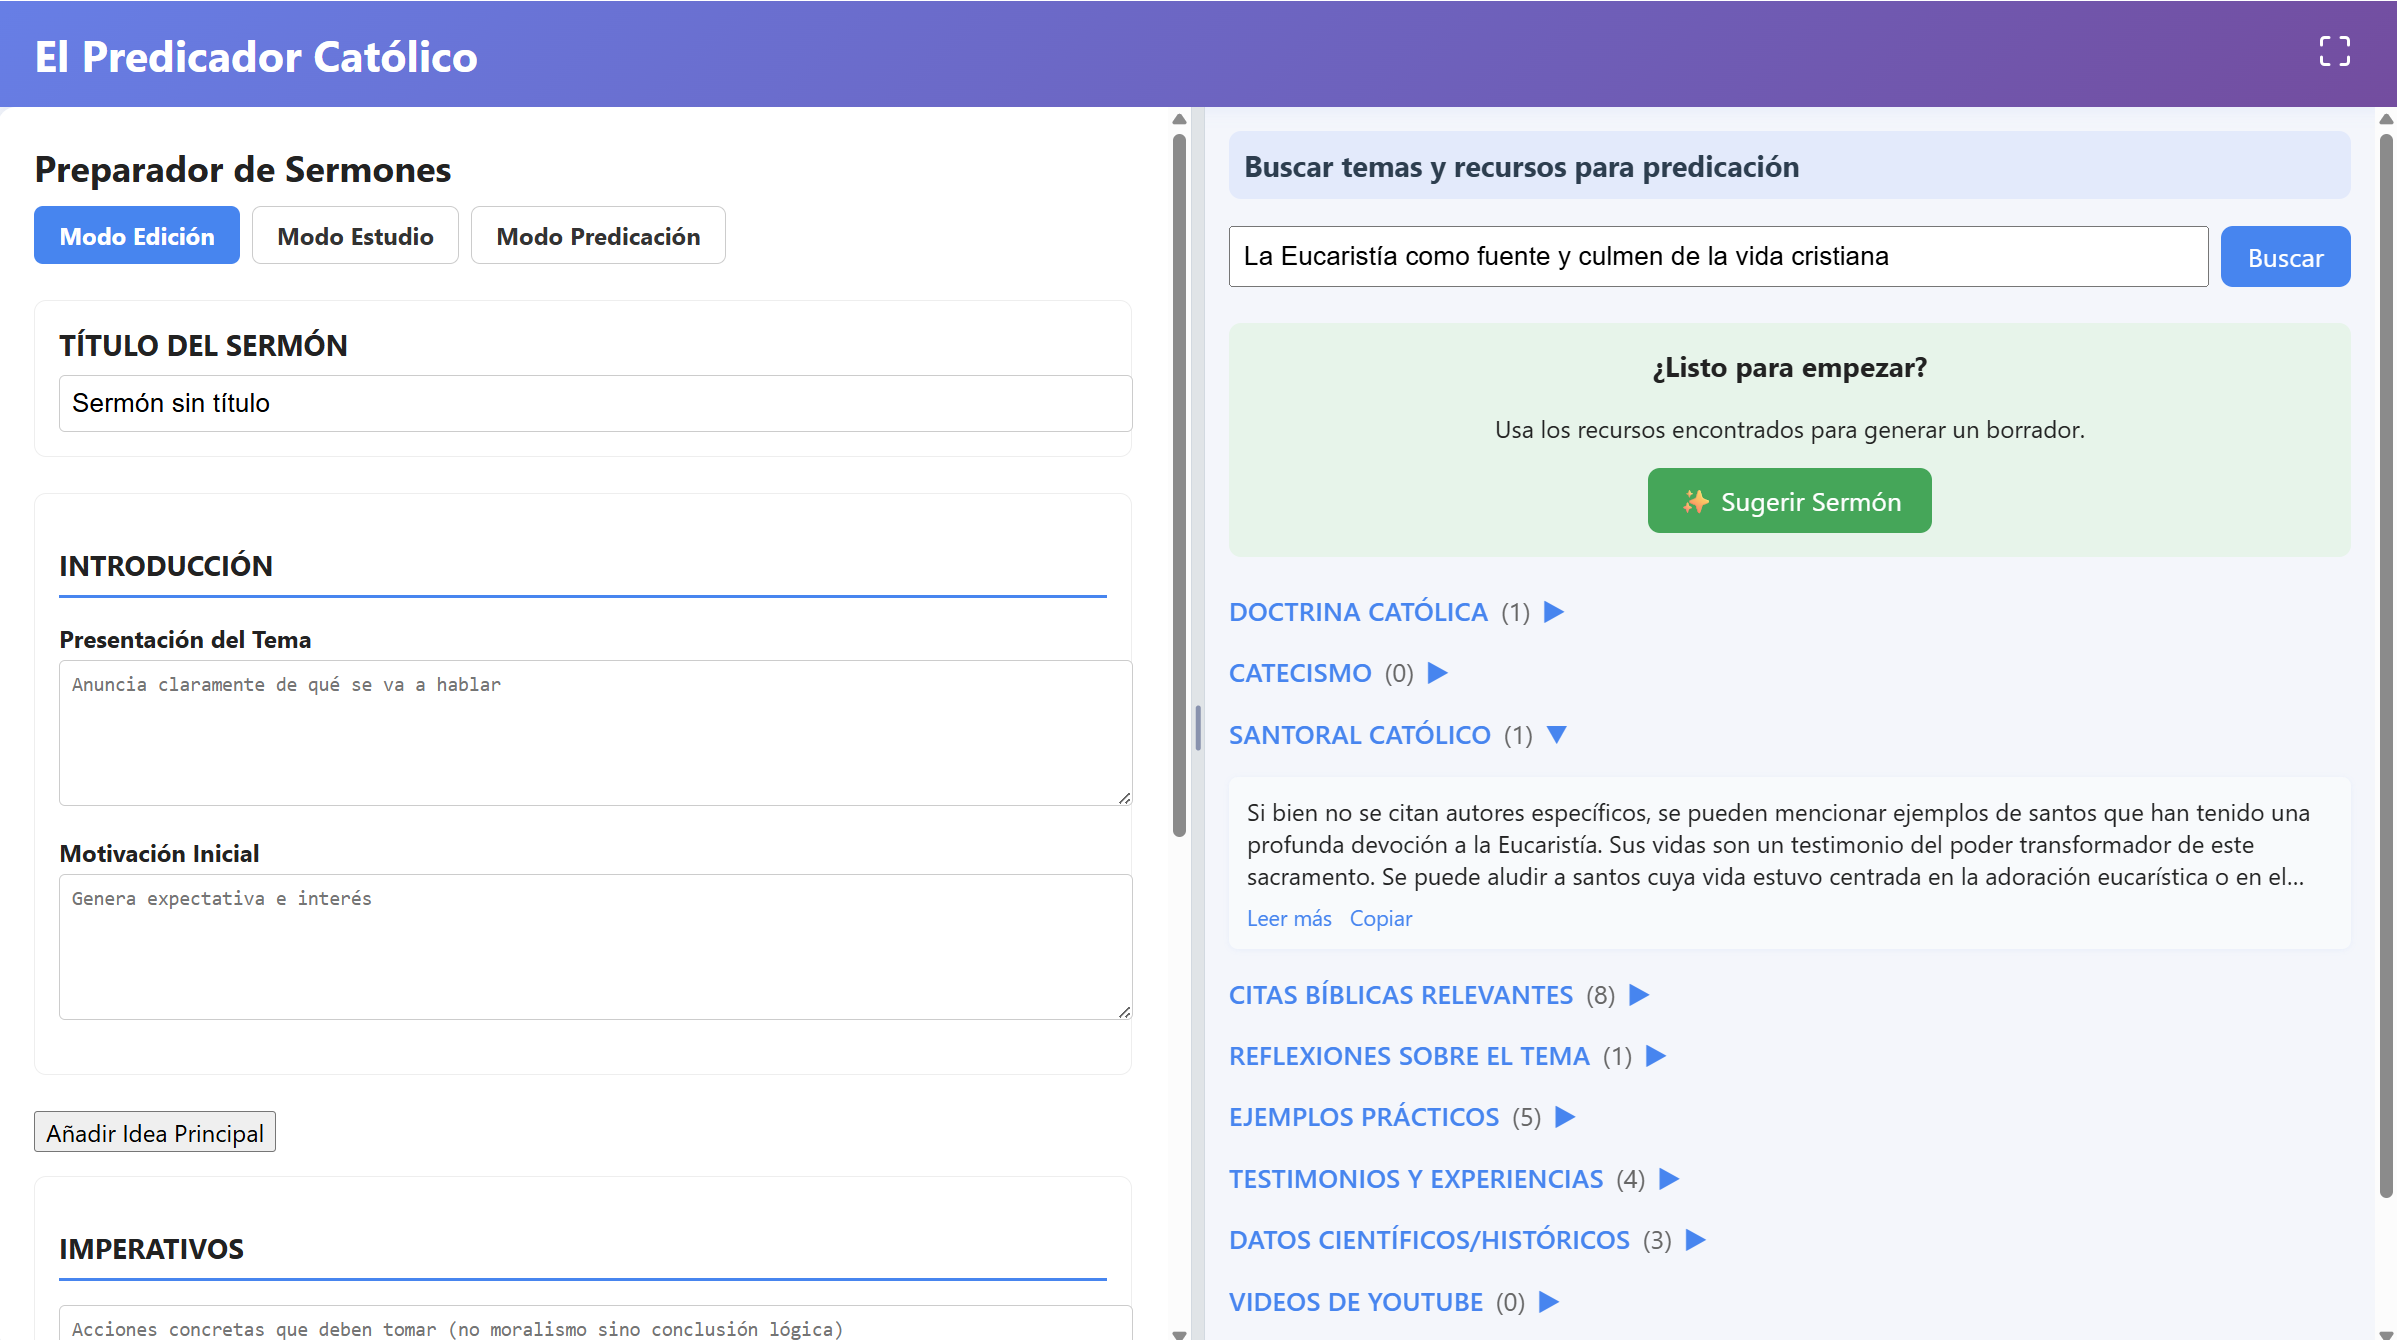 El Predicador Católico
Preparador de Sermones
Modo Edición
Modo Estudio
Modo Predicación
TÍTULO DEL SERMÓN
Sermón sin título
INTRODUCCIÓN
Presentación del Tema
Anuncia claramente de qué se va a hablar
Motivación Inicial
Genera expectativa e interés
Añadir Idea Principal
IMPERATIVOS
Acciones concretas que deben tomar (no moralismo sino conclusión lógica)
Buscar temas y recursos para predicación
La Eucaristía como fuente y culmen de la vida cristiana
Buscar
¿Listo para empezar?
Usa los recursos encontrados para generar un borrador.
✨ Sugerir Sermón
DOCTRINA CATÓLICA (1) ▶
CATECISMO (0) ▶
SANTORAL CATÓLICO (1) ▼
Si bien no se citan autores específicos, se pueden mencionar ejemplos de santos que han tenido una
profunda devoción a la Eucaristía. Sus vidas son un testimonio del poder transformador de este
sacramento. Se puede aludir a santos cuya vida estuvo centrada en la adoración eucarística o en el...
Leer más Copiar
CITAS BÍBLICAS RELEVANTES (8) ▶
REFLEXIONES SOBRE EL TEMA (1) ▶
EJEMPLOS PRÁCTICOS (5) ▶
TESTIMONIOS Y EXPERIENCIAS (4) ▶
DATOS CIENTÍFICOS/HISTÓRICOS (3) ▶
VIDEOS DE YOUTUBE (0) ▶